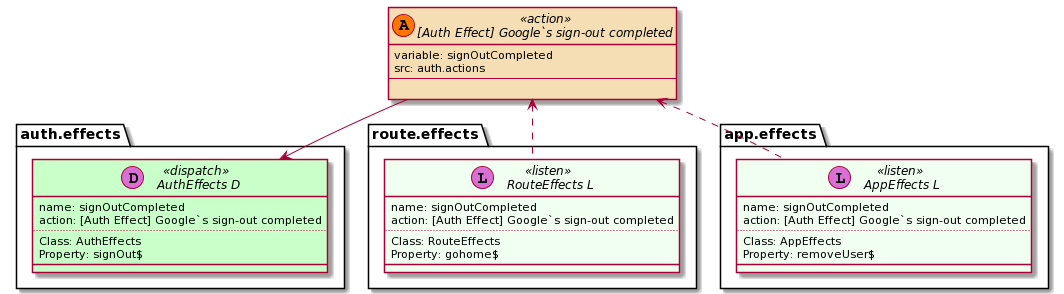 A
«action»
[Auth Effect] Google`s sign-out completed
variable: signOutCompleted
src: auth.actions
auth.effects
D
«dispatch»
AuthEffects D
name: signOutCompleted
action: [Auth Effect] Google`s sign-out completed
Class: AuthEffects
Property: signOut$
route.effects
L
«listen»
RouteEffects L
name: signOutCompleted
action: [Auth Effect] Google`s sign-out completed
Class: RouteEffects
Property: gohome$
app.effects
L
«listen»
AppEffects L
name: signOutCompleted
action: [Auth Effect] Google`s sign-out completed
Class: AppEffects
Property: removeUser$